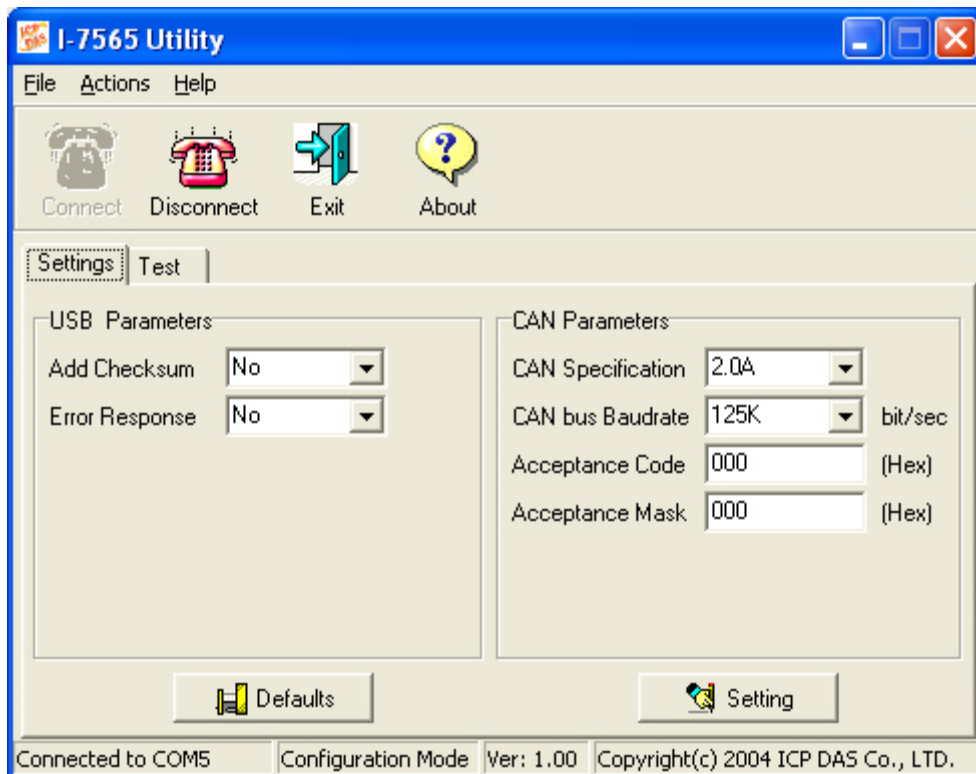 ICP DAS I-7565 Utility
File Actions Help
Connect Disconnect Exit About
Settings Test
USB Parameters
Add Checksum No
Error Response No
CAN Parameters
CAN Specification 2.0A
CAN bus Baudrate 125K bit/sec
Acceptance Code 000 (Hex)
Acceptance Mask 000 (Hex)
Defaults Setting
Connected to COM5 Configuration Mode Ver: 1.00 Copyright(c) 2004 ICP DAS Co., LTD.